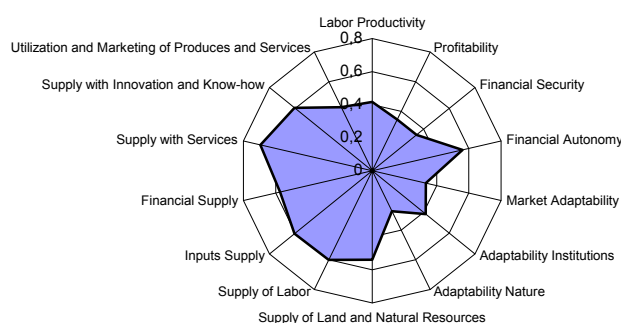 Labor Productivity
0,8
Utilization and Marketing of Produces and Services
Profitability
0,6
Supply with Innovation and Know-how
Financial Security
0,4
Supply with Services
0,2
Financial Autonomy
0
Financial Supply
Market Adaptability
Inputs Supply
Adaptability Institutions
Supply of Labor
Adaptability Nature
Supply of Land and Natural Resources